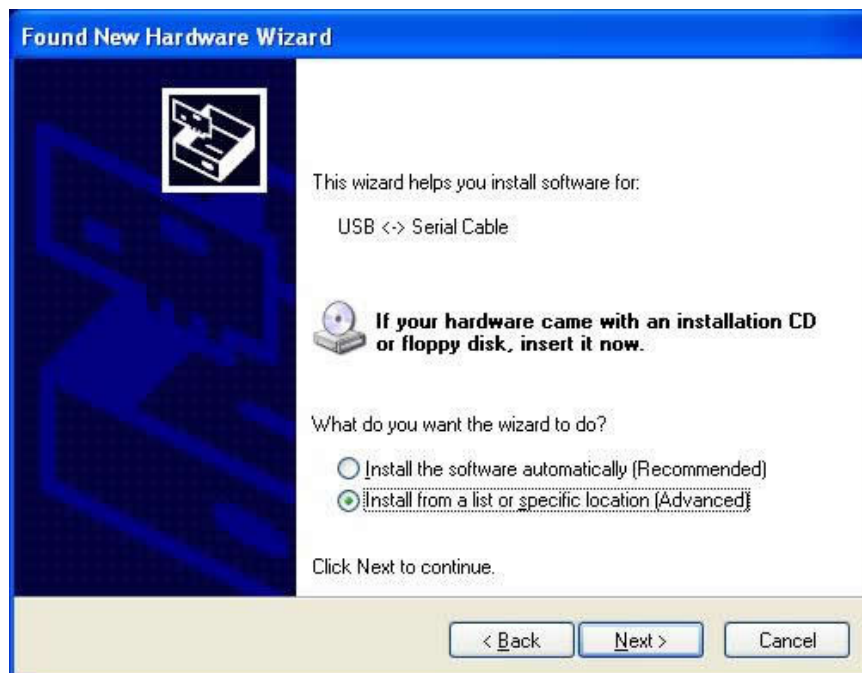 Found New Hardware Wizard
This wizard helps you install software for:
USB <-> Serial Cable
If your hardware came with an installation CD
or floppy disk, insert it now.
What do you want the wizard to do?
Install the software automatically (Recommended)
Install from a list or specific location (Advanced)
Click Next to continue.
< Back Next > Cancel